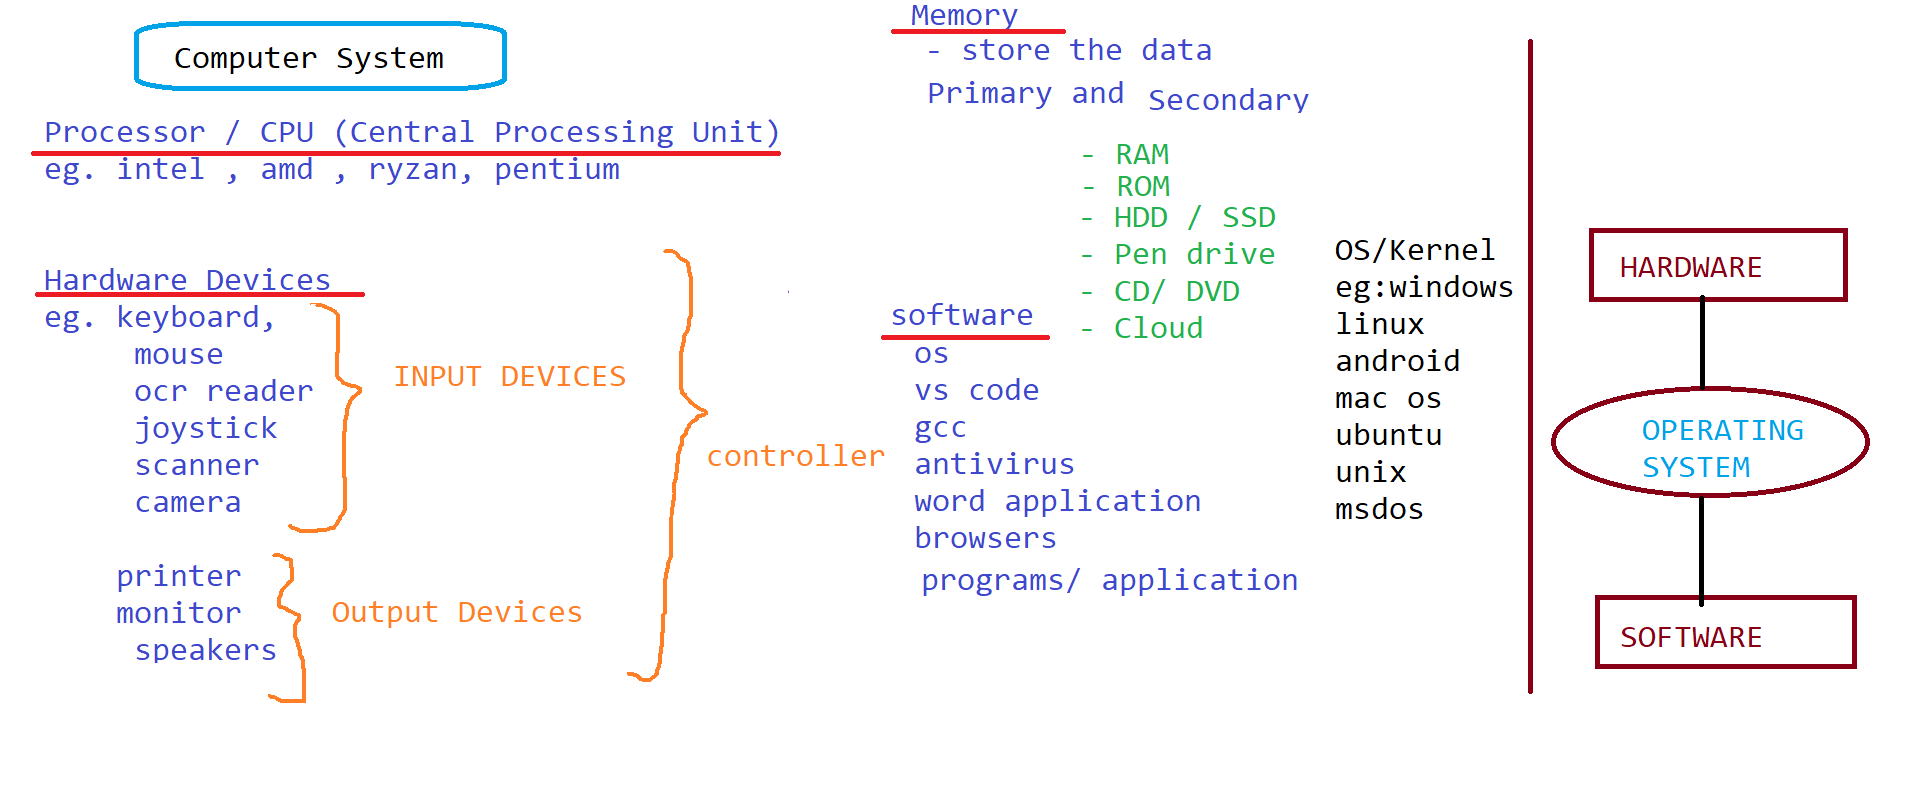 Computer System
Processor / CPU (Central Processing Unit)
eg. intel , amd , ryzan, pentium
Hardware Devices
eg. keyboard,
mouse
ocr reader
joystick
scanner
camera
INPUT DEVICES
printer
monitor
speakers
Output Devices
controller
Memory
- store the data
Primary and Secondary
- RAM
- ROM
- HDD / SSD
- Pen drive
- CD/ DVD
- Cloud
software
os
vs code
gcc
antivirus
word application
browsers
programs/ application
OS/Kernel
eg:windows
linux
android
mac os
ubuntu
unix
msdos
HARDWARE
OPERATING
SYSTEM
SOFTWARE